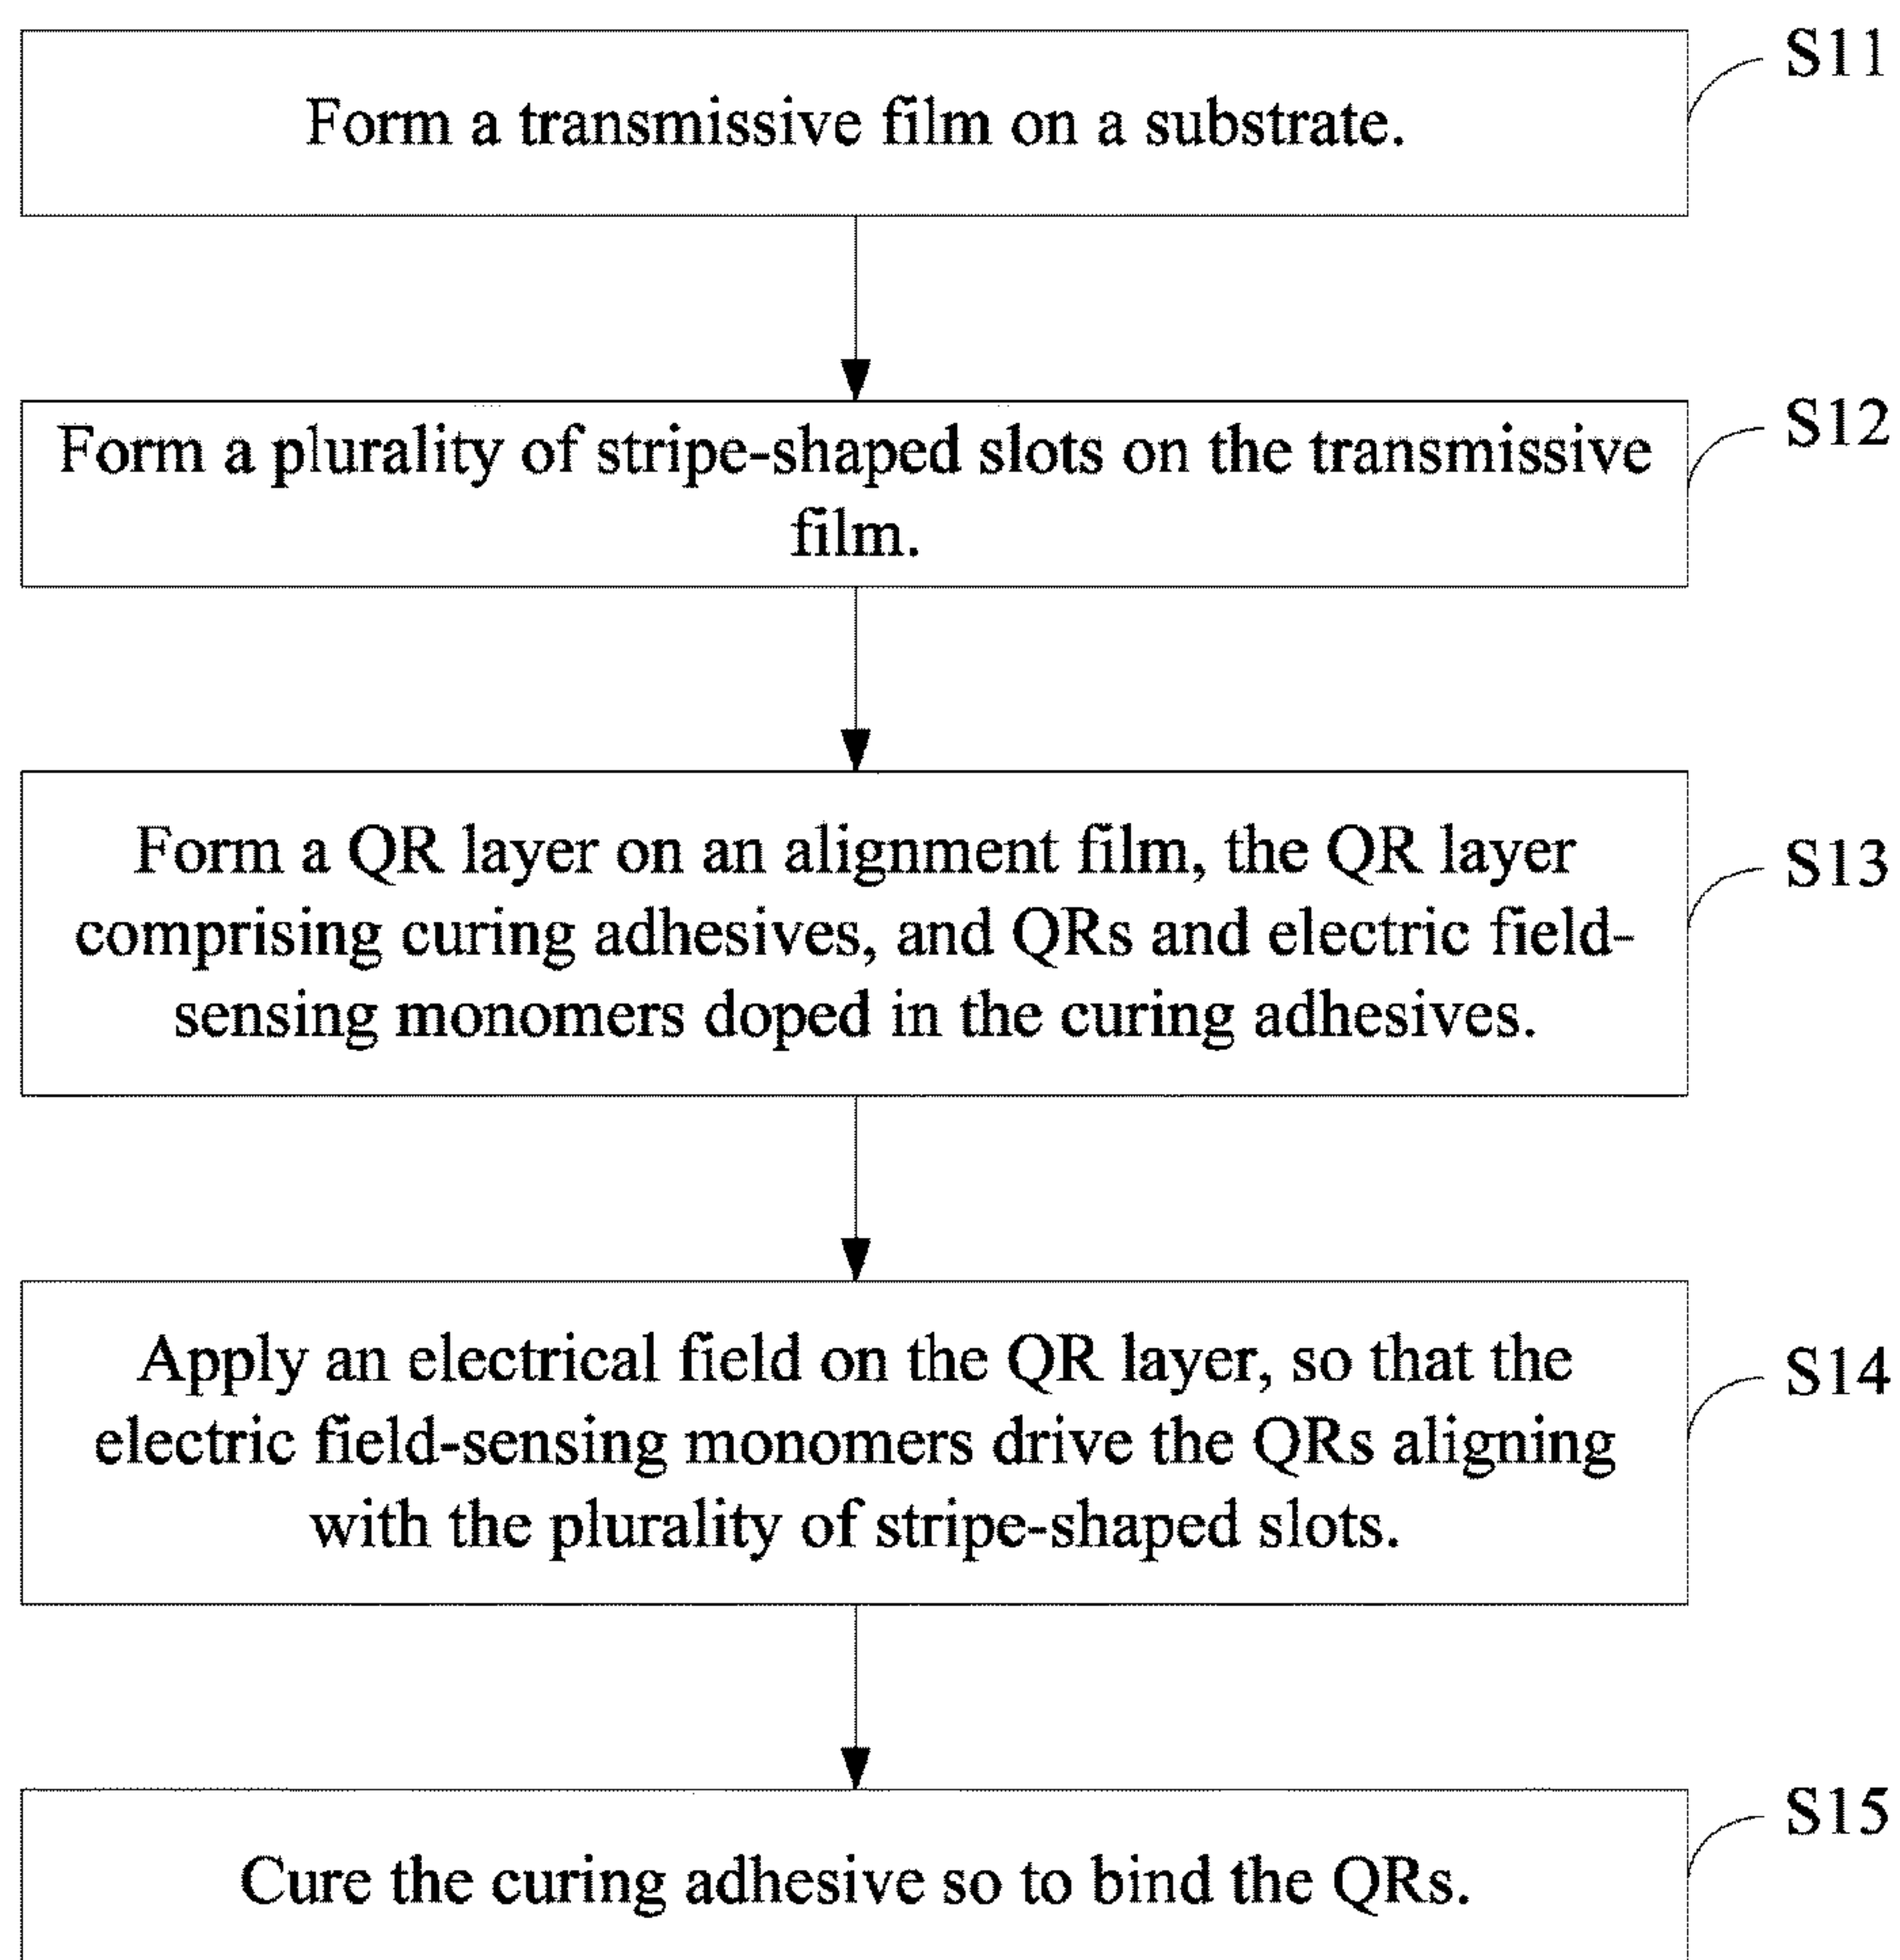 S11
Form a transmissive film on a substrate.
S12
Form a plurality of stripe-shaped slots on the transmissive
film.
S13
Form a QR layer on an alignment film, the QR layer
comprising curing adhesives, and QRs and electric field-
sensing monomers doped in the curing adhesives.
S14
Apply an electrical field on the QR layer, so that the
electric field-sensing monomers drive the QRs aligning
with the plurality of stripe-shaped slots.
S15
Cure the curing adhesive so to bind the QRs.